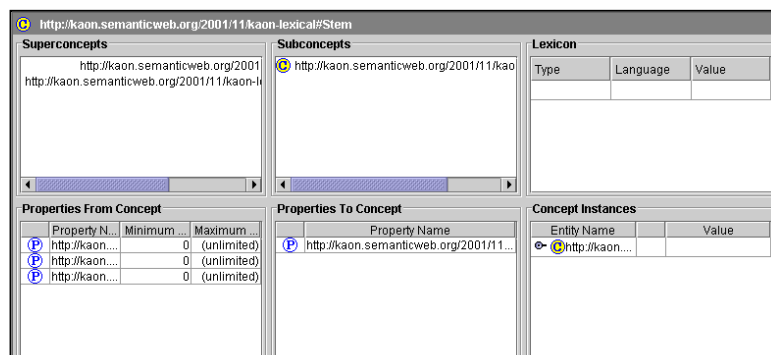 http://kaon.semanticweb.org/2001/11/kaon-lexical#Stem
Superconcepts
http://kaon.semanticweb.org/2001
http://kaon.semanticweb.org/2001/11/kaon-l
Subconcepts
C http://kaon.semanticweb.org/2001/11/kao
Lexicon
Type Language Value
Properties From Concept
Property N... Minimum ... Maximum ...
P http://kaon.... 0 (unlimited)
P http://kaon.... 0 (unlimited)
P http://kaon.... 0 (unlimited)
Properties To Concept
Property Name
P http://kaon.semanticweb.org/2001/11...
Concept Instances
Entity Name Value
C http://kaon....